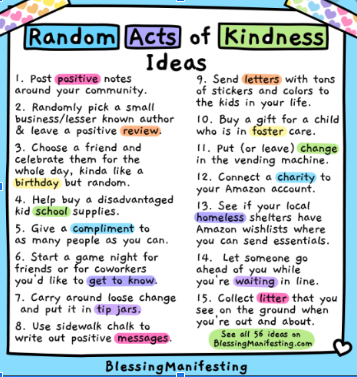 Random Acts of Kindness
Ideas
1. Post positive notes
around your community.
2. Randomly pick a small
business/lesser known author
& leave a positive review.
3. Choose a friend and
celebrate them for the
whole day, kinda like a
birthday but random.
4. Help buy a disadvantaged
kid school supplies.
5. Give a compliment to
as many people as you can.
6. Start a game night for
friends or for coworkers
you'd like to get to know.
7. Carry around loose change
and put it in tip jars.
8. Use sidewalk chalk to
write out positive messages.
9. Send letters with tons
of stickers and colors to
the kids in your life.
10. Buy a gift for a child
who is in foster care.
11. Put (or leave) change
in the vending machine.
12. Connect a charity to
your Amazon account.
13. See if your local
homeless shelters have
Amazon wishlists where
you can send essentials.
14. Let someone go
ahead of you while
you're waiting in line.
15. Collect litter that you
see on the ground when
you're out and about.
See all 56 ideas on
BlessingManifesting.com
BlessingManifesting